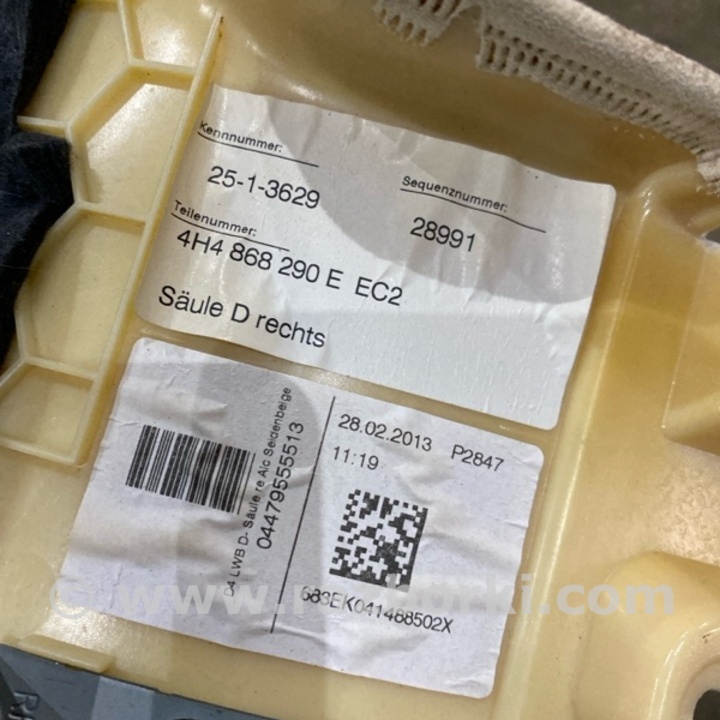 Kennnummer:
25-1-3629
Sequenznummer:
28991
Teilenummer:
4H4 868 290 E EC2
Säule D rechts
D4 LWB D- Säule re Alc Seidenbeige
04479555513
28.02.2013 P2847
11:19
683EK041488502X